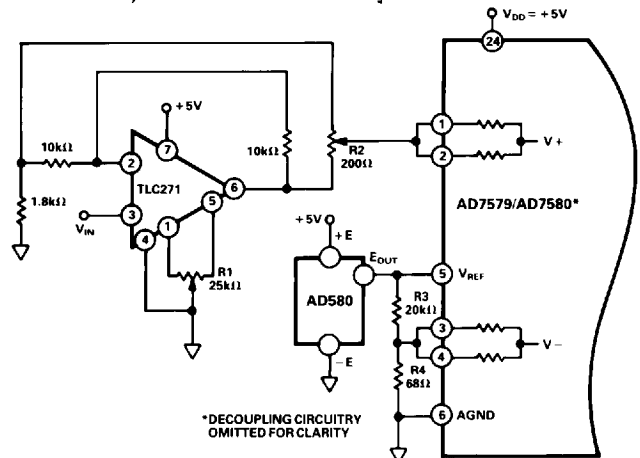 V_DD = +5V
24
+5V
10kΩ
2
7
10kΩ
R2
200Ω
1
2
V+
TLC271
6
5
1.8kΩ
3
V_IN
4
1
R1
25kΩ
AD7579/AD7580*
+5V
+E
E_OUT
AD580
−E
5
V_REF
R3
20kΩ
3
4
V−
R4
68Ω
6
AGND
*DECOUPLING CIRCUITRY
OMITTED FOR CLARITY